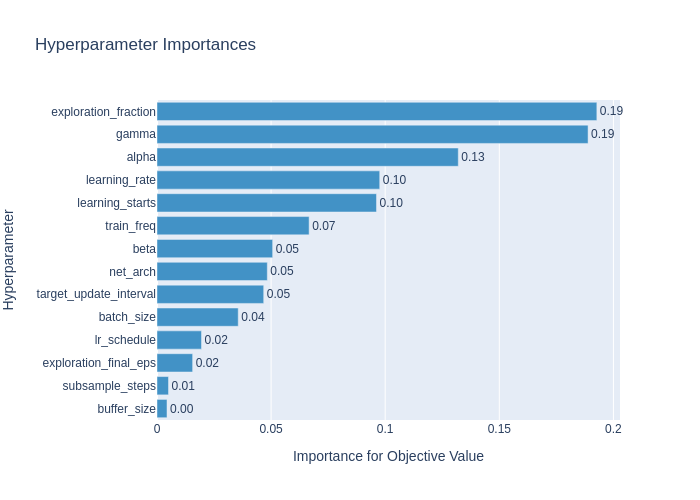 Hyperparameter Importances
exploration_fraction 0.19
gamma 0.19
alpha 0.13
learning_rate 0.10
learning_starts 0.10
train_freq 0.07
beta 0.05
net_arch 0.05
target_update_interval 0.05
batch_size 0.04
lr_schedule 0.02
exploration_final_eps 0.02
subsample_steps 0.01
buffer_size 0.00
0 0.05 0.1 0.15 0.2
Importance for Objective Value
Hyperparameter